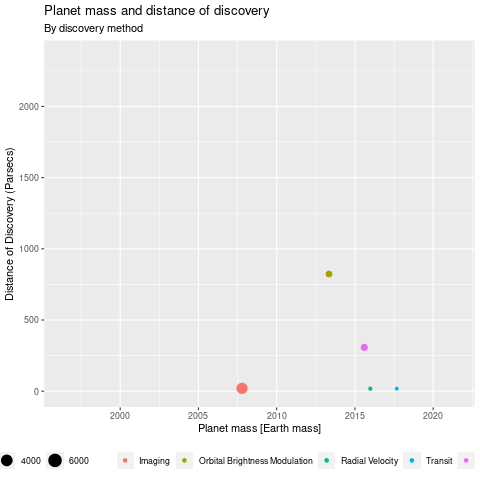 Planet mass and distance of discovery
By discovery method
Distance of Discovery (Parsecs)
2000
1500
1000
500
0
2000 2005 2010 2015 2020
Planet mass [Earth mass]
4000 6000 Imaging Orbital Brightness Modulation Radial Velocity Transit